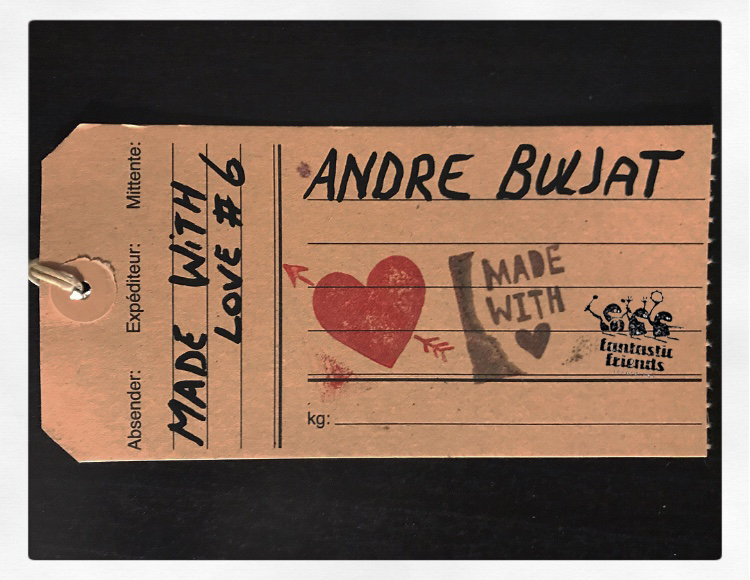 Absender: Expéditeur: Mittente:
MADE WITH
LOVE #6
ANDRE BUJAT
MADE
WITH
fantastic
friends
kg: